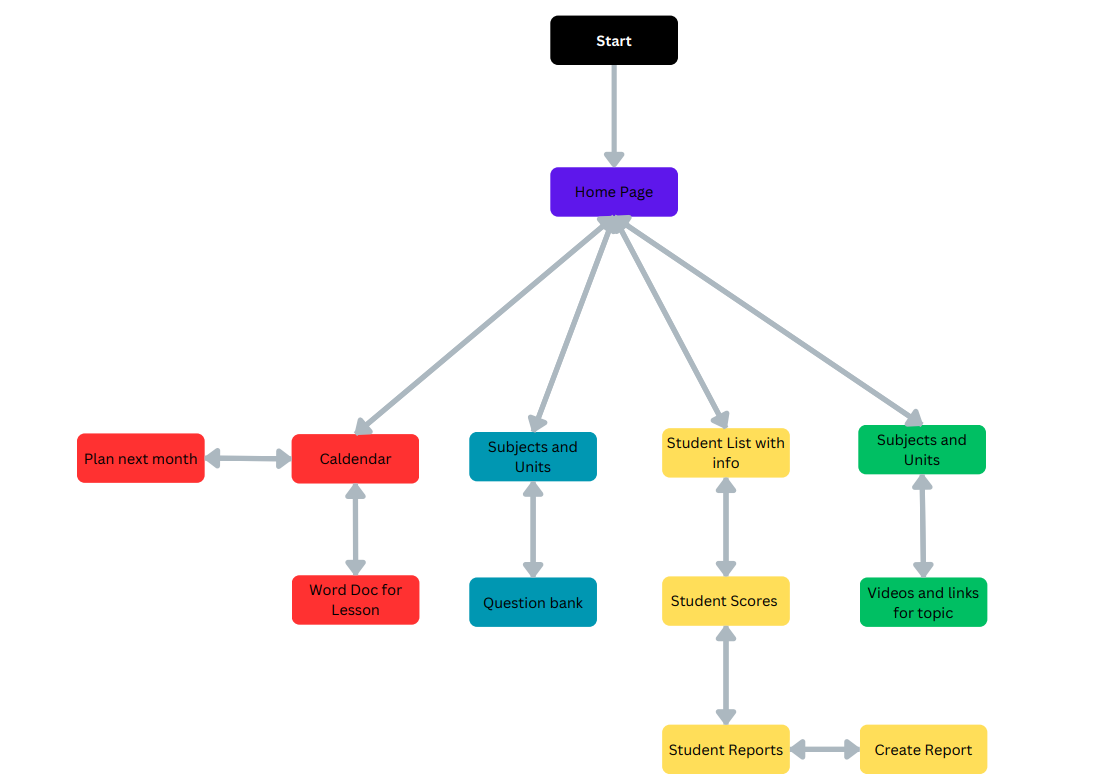 Start
Home Page
Plan next month
Caldendar
Subjects and
Units
Student List with
info
Subjects and
Units
Word Doc for
Lesson
Question bank
Student Scores
Videos and links
for topic
Student Reports
Create Report